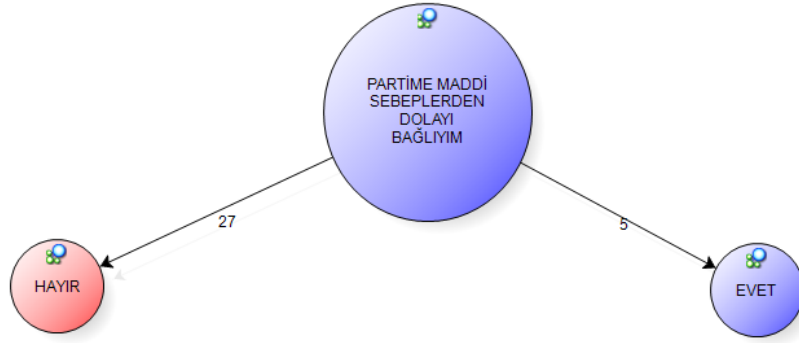 PARTİME MADDİ
SEBEPLERDEN
DOLAYI
BAĞLIYIM
27
5
HAYIR
EVET